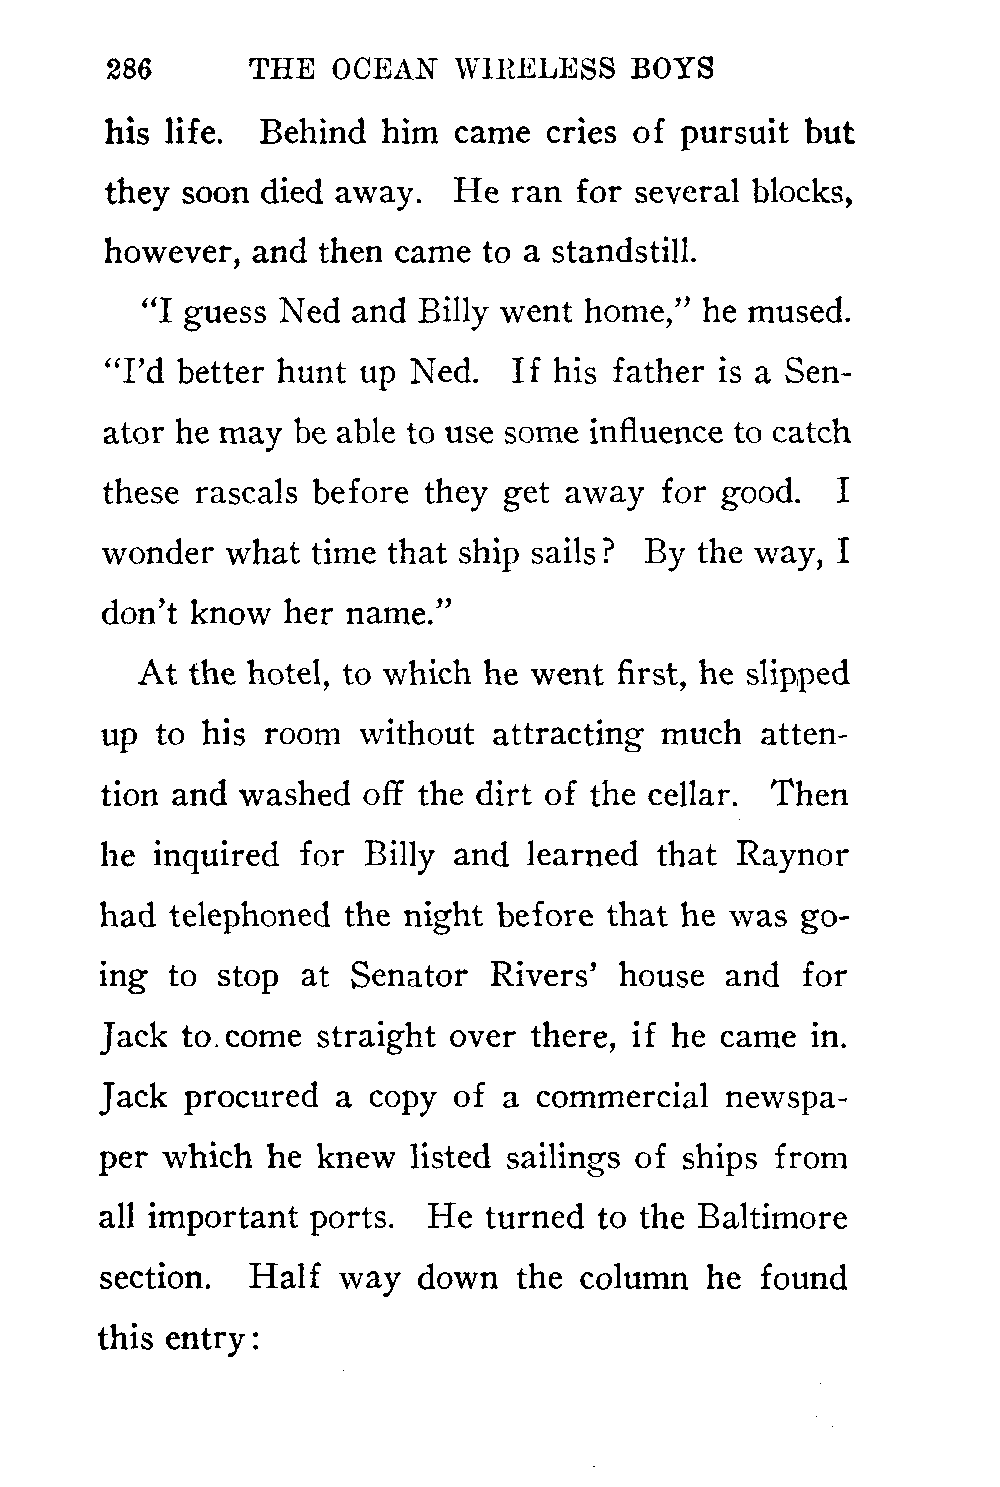 286 THE OCEAN WIRELESS BOYS
his life. Behind him came cries of pursuit but
they soon died away. He ran for several blocks,
however, and then came to a standstill.
"I guess Ned and Billy went home," he mused.
"I'd better hunt up Ned. If his father is a Sen-
ator he may be able to use some influence to catch
these rascals before they get away for good. I
wonder what time that ship sails? By the way, I
don't know her name."
At the hotel, to which he went first, he slipped
up to his room without attracting much atten-
tion and washed off the dirt of the cellar. Then
he inquired for Billy and learned that Raynor
had telephoned the night before that he was go-
ing to stop at Senator Rivers' house and for
Jack to come straight over there, if he came in.
Jack procured a copy of a commercial newspa-
per which he knew listed sailings of ships from
all important ports. He turned to the Baltimore
section. Half way down the column he found
this entry: